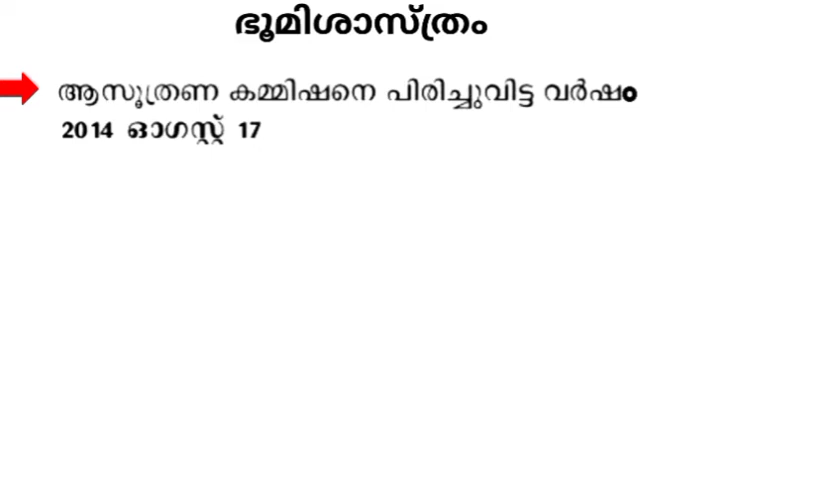 ഭൂമിശാസ്ത്രം
ആസൂത്രണ കമ്മിഷനെ പിരിച്ചുവിട്ട വർഷം
2014 ഓഗസ്റ്റ് 17